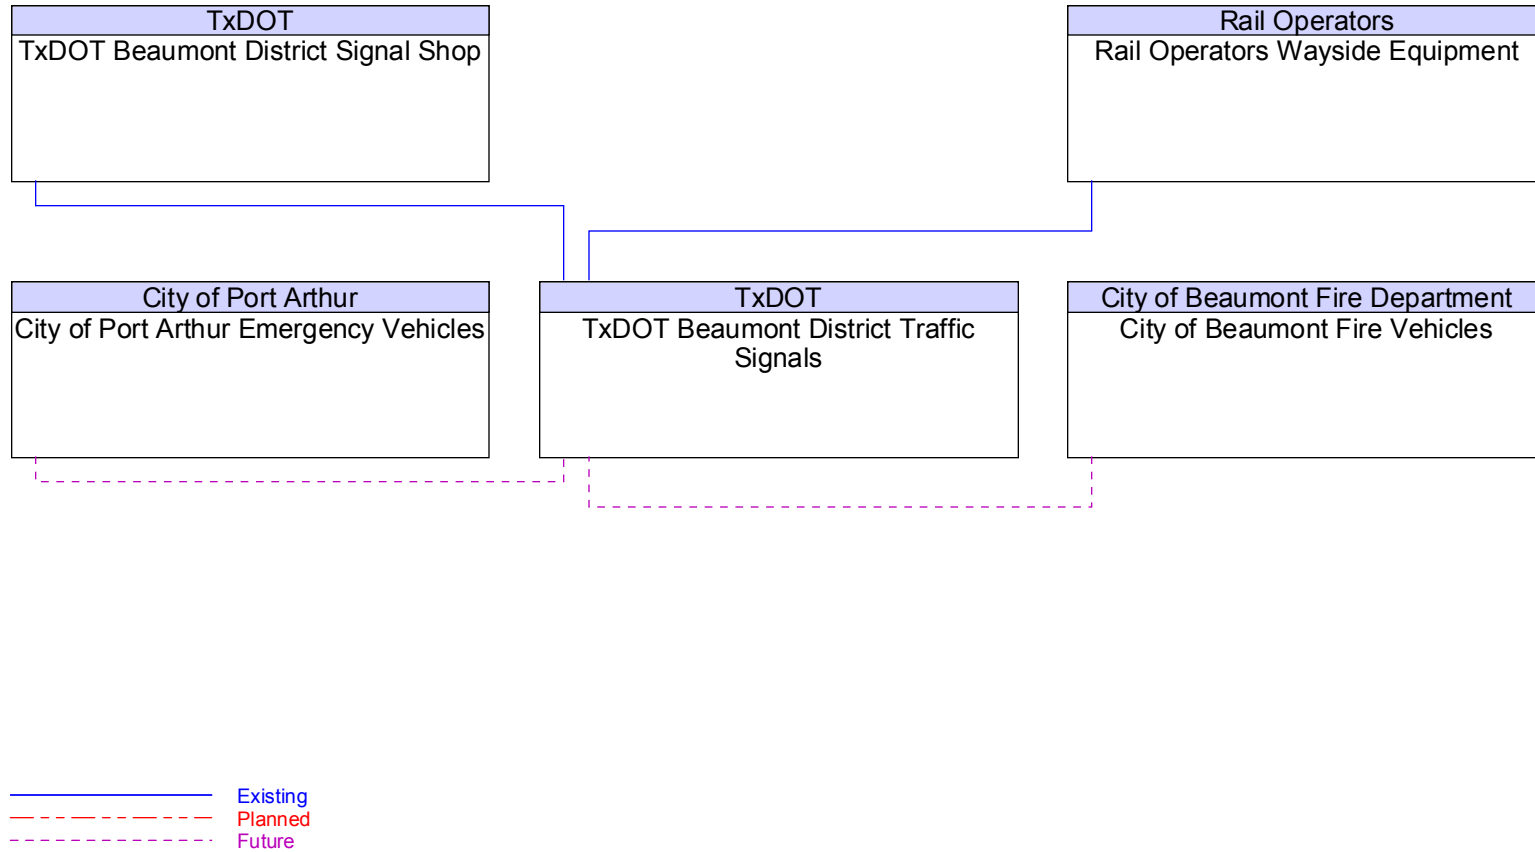 TxDOT
TxDOT Beaumont District Signal Shop
Rail Operators
Rail Operators Wayside Equipment
City of Port Arthur
City of Port Arthur Emergency Vehicles
TxDOT
TxDOT Beaumont District Traffic
Signals
City of Beaumont Fire Department
City of Beaumont Fire Vehicles
Existing
Planned
Future